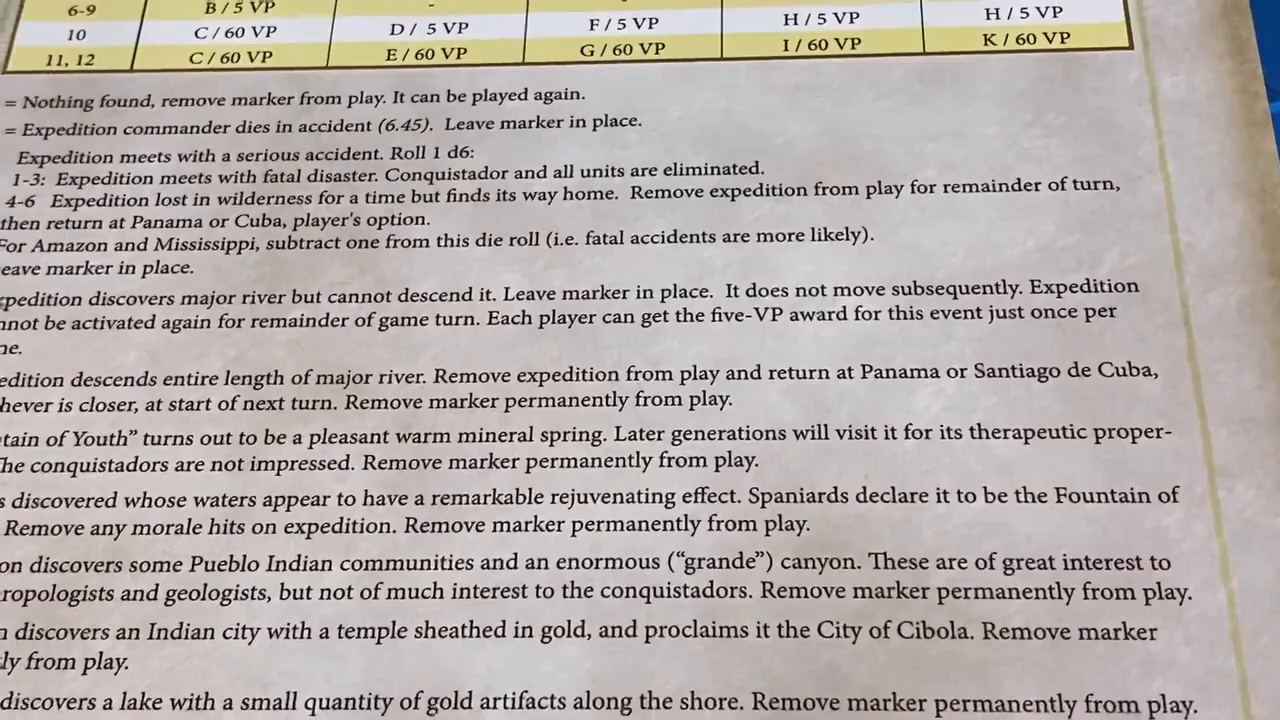 6-9 B / 5 VP -
10 C / 60 VP D / 5 VP F / 5 VP H / 5 VP H / 5 VP
11, 12 C / 60 VP E / 60 VP G / 60 VP I / 60 VP K / 60 VP
= Nothing found, remove marker from play. It can be played again.
= Expedition commander dies in accident (6.45). Leave marker in place.
Expedition meets with a serious accident. Roll 1 d6:
1-3: Expedition meets with fatal disaster. Conquistador and all units are eliminated.
4-6 Expedition lost in wilderness for a time but finds its way home. Remove expedition from play for remainder of turn,
then return at Panama or Cuba, player's option.
For Amazon and Mississippi, subtract one from this die roll (i.e. fatal accidents are more likely).
eave marker in place.
pedition discovers major river but cannot descend it. Leave marker in place. It does not move subsequently. Expedition
nnot be activated again for remainder of game turn. Each player can get the five-VP award for this event just once per
ne.
edition descends entire length of major river. Remove expedition from play and return at Panama or Santiago de Cuba,
hever is closer, at start of next turn. Remove marker permanently from play.
tain of Youth” turns out to be a pleasant warm mineral spring. Later generations will visit it for its therapeutic proper-
The conquistadors are not impressed. Remove marker permanently from play.
s discovered whose waters appear to have a remarkable rejuvenating effect. Spaniards declare it to be the Fountain of
Remove any morale hits on expedition. Remove marker permanently from play.
on discovers some Pueblo Indian communities and an enormous (“grande”) canyon. These are of great interest to
ropologists and geologists, but not of much interest to the conquistadors. Remove marker permanently from play.
n discovers an Indian city with a temple sheathed in gold, and proclaims it the City of Cibola. Remove marker
ly from play.
discovers a lake with a small quantity of gold artifacts along the shore. Remove marker permanently from play.